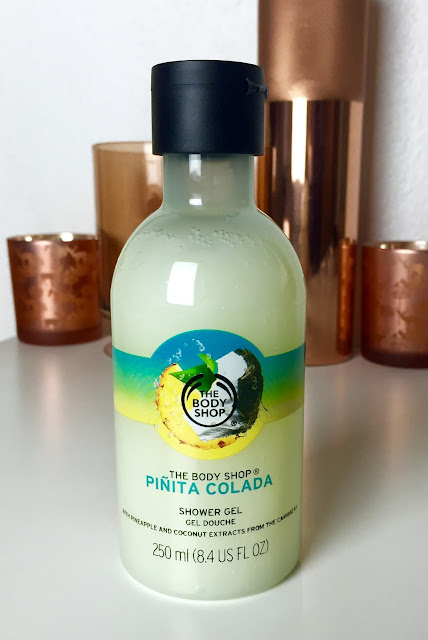 THE
BODY
SHOP®
THE BODY SHOP®
PIÑITA COLADA
SHOWER GEL
GEL DOUCHE
WITH PINEAPPLE AND COCONUT EXTRACTS FROM THE CARIBBEAN
250 ml (8.4 US FL OZ)